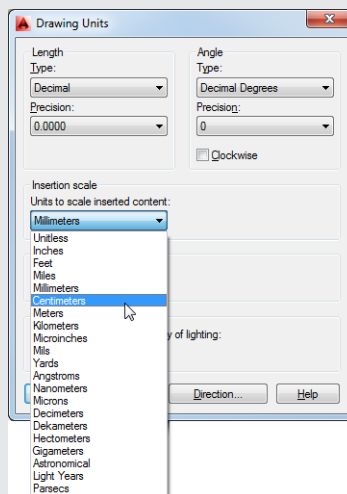 Drawing Units
Length
Type:
Decimal
Precision:
0.0000
Angle
Type:
Decimal Degrees
Precision:
0
Clockwise
Insertion scale
Units to scale inserted content:
Millimeters
Unitless
Inches
Feet
Miles
Millimeters
Centimeters
Meters
Kilometers
Microinches
Mils
Yards
Angstroms
Nanometers
Microns
Decimeters
Dekameters
Hectometers
Gigameters
Astronomical
Light Years
Parsecs
y of lighting:
Direction...
Help